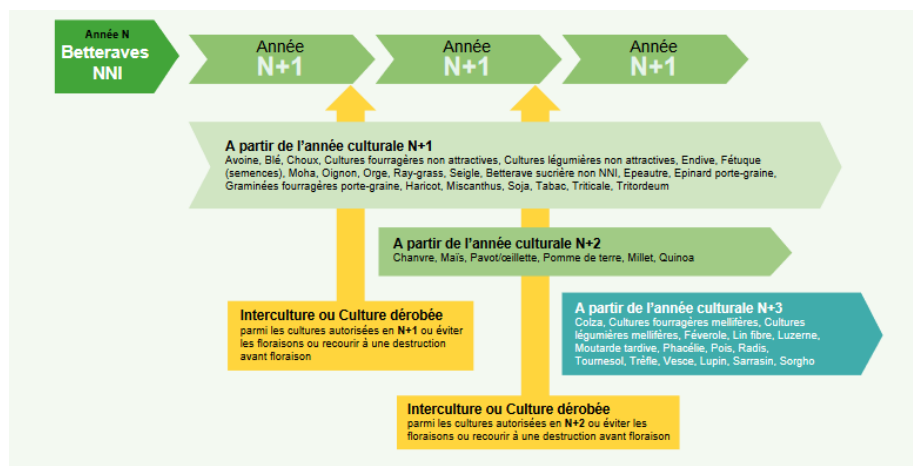 Année N
Betteraves
NNI
Année
N+1
Année
N+1
Année
N+1
A partir de l'année culturale N+1
Avoine, Blé, Choux, Cultures fourragères non attractives, Cultures légumières non attractives, Endive, Fétuque
(semences), Moha, Oignon, Orge, Ray-grass, Seigle, Betterave sucrière non NNI, Epeautre, Epinard porte-graine,
Graminées fourragères porte-graine, Haricot, Miscanthus, Soja, Tabac, Triticale, Tritordeum
A partir de l'année culturale N+2
Chanvre, Maïs, Pavot/œillette, Pomme de terre, Millet, Quinoa
A partir de l'année culturale N+3
Colza, Cultures fourragères mellifères, Cultures
légumières mellifères, Féverole, Lin fibre, Luzerne,
Moutarde tardive, Phacélie, Pois, Radis,
Tournesol, Trèfle, Vesce, Lupin, Sarrasin, Sorgho
Interculture ou Culture dérobée
parmi les cultures autorisées en N+1 ou éviter
les floraisons ou recourir à une destruction
avant floraison
Interculture ou Culture dérobée
parmi les cultures autorisées en N+2 ou éviter les
floraisons ou recourir à une destruction avant floraison